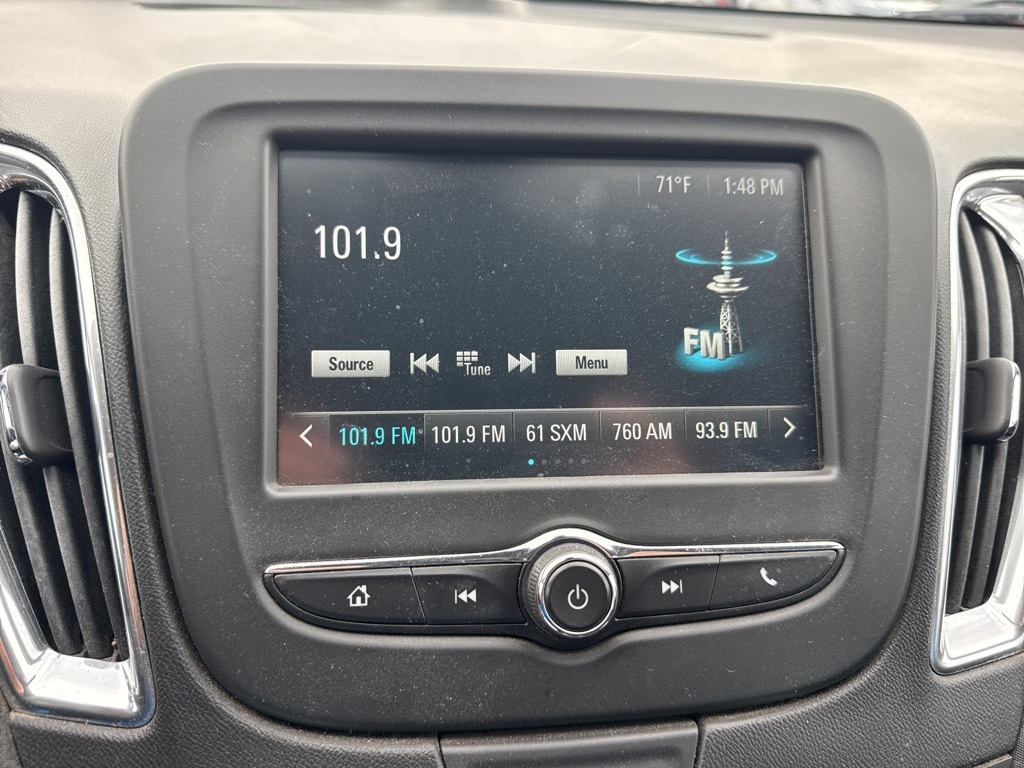 71°F 1:48 PM
101.9
FM
Source Tune Menu
101.9 FM 101.9 FM 61 SXM 760 AM 93.9 FM